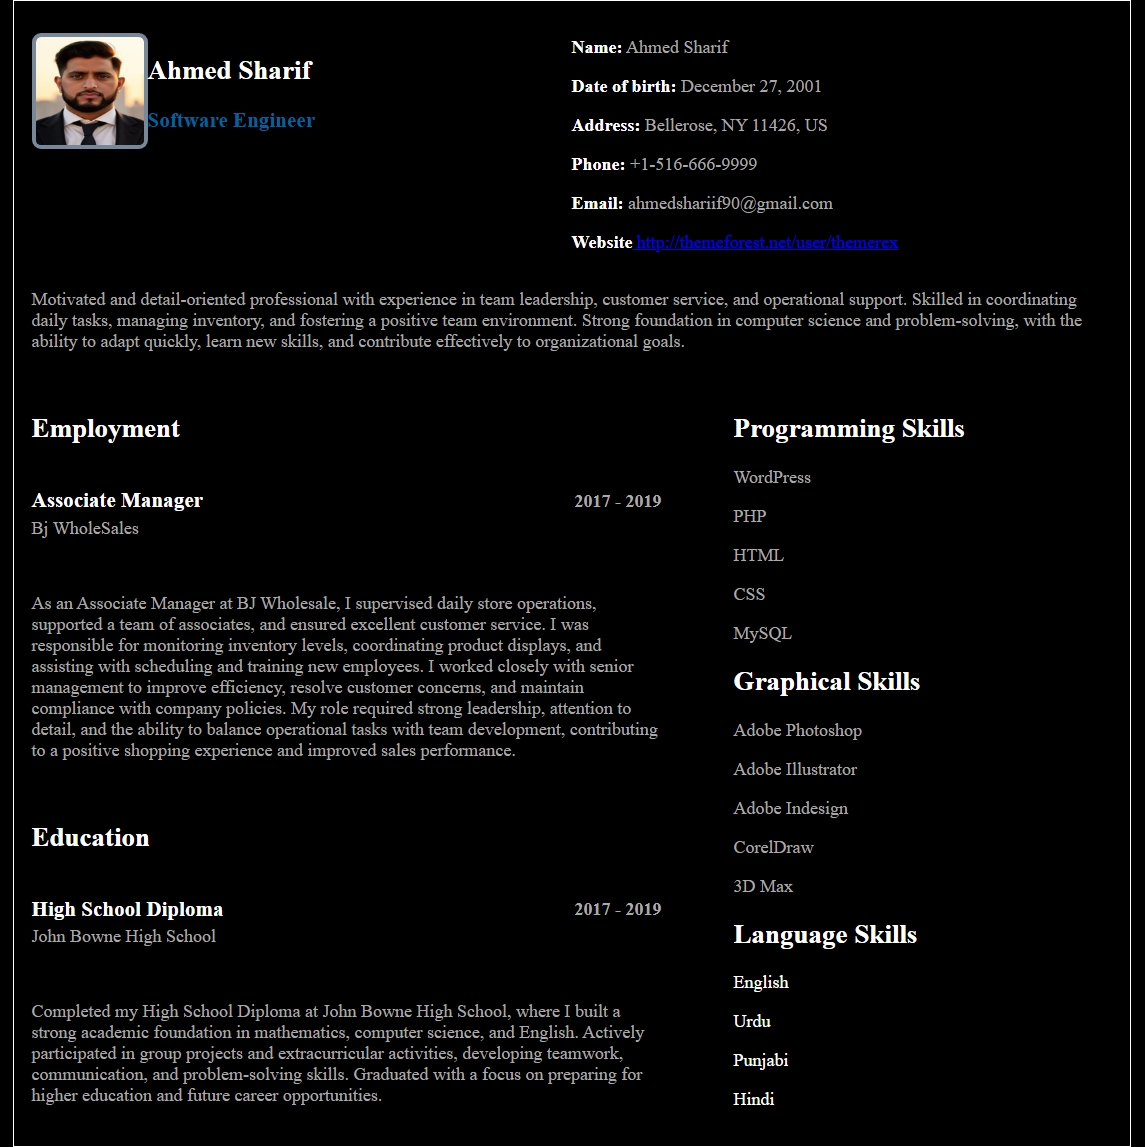 Ahmed Sharif
Software Engineer
Name: Ahmed Sharif
Date of birth: December 27, 2001
Address: Bellerose, NY 11426, US
Phone: +1-516-666-9999
Email: ahmedshariif90@gmail.com
Website http://themeforest.net/user/themerex
Motivated and detail-oriented professional with experience in team leadership, customer service, and operational support. Skilled in coordinating
daily tasks, managing inventory, and fostering a positive team environment. Strong foundation in computer science and problem-solving, with the
ability to adapt quickly, learn new skills, and contribute effectively to organizational goals.
Employment
Associate Manager 2017 - 2019
Bj WholeSales
As an Associate Manager at BJ Wholesale, I supervised daily store operations,
supported a team of associates, and ensured excellent customer service. I was
responsible for monitoring inventory levels, coordinating product displays, and
assisting with scheduling and training new employees. I worked closely with senior
management to improve efficiency, resolve customer concerns, and maintain
compliance with company policies. My role required strong leadership, attention to
detail, and the ability to balance operational tasks with team development, contributing
to a positive shopping experience and improved sales performance.
Education
High School Diploma 2017 - 2019
John Bowne High School
Completed my High School Diploma at John Bowne High School, where I built a
strong academic foundation in mathematics, computer science, and English. Actively
participated in group projects and extracurricular activities, developing teamwork,
communication, and problem-solving skills. Graduated with a focus on preparing for
higher education and future career opportunities.
Programming Skills
WordPress
PHP
HTML
CSS
MySQL
Graphical Skills
Adobe Photoshop
Adobe Illustrator
Adobe Indesign
CorelDraw
3D Max
Language Skills
English
Urdu
Punjabi
Hindi